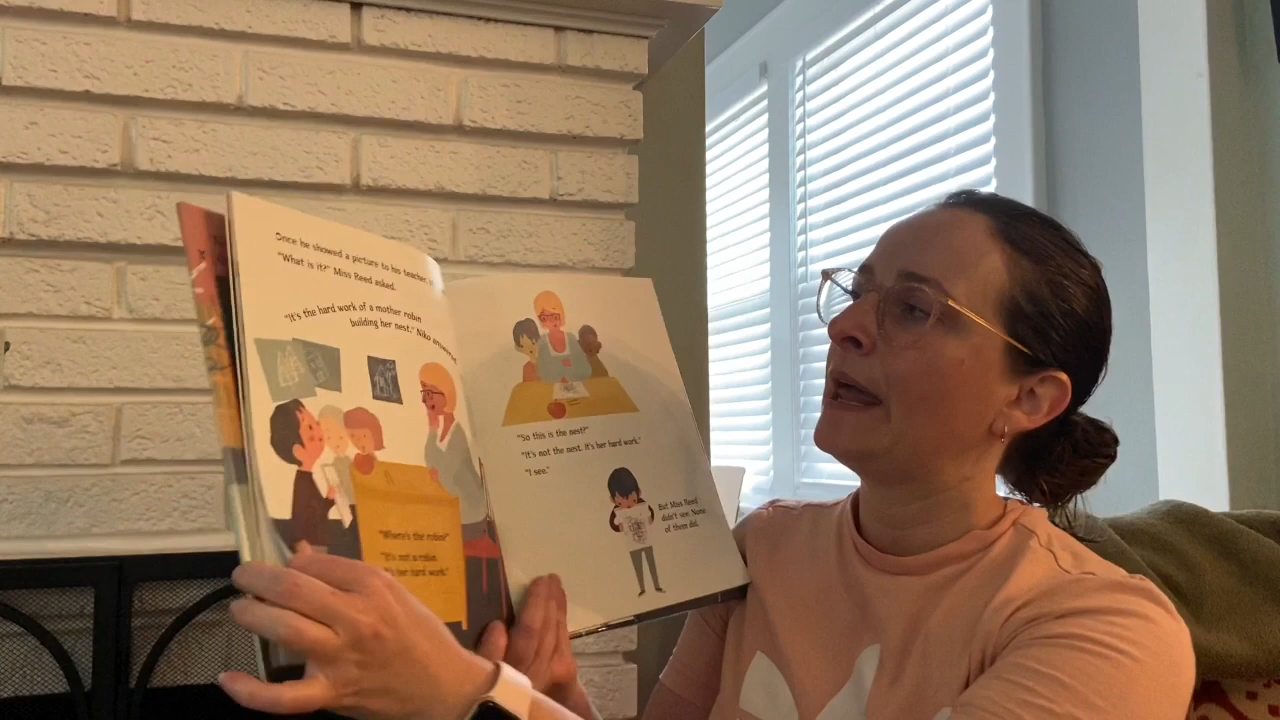 Once he showed a picture to his teacher.
"What is it?" Miss Reed asked.
"It's the hard work of a mother robin
building her nest," Niko answered.
"Where's the robin?"
"It's not a robin.
It's her hard work."
"So this is the nest?"
"It's not the nest. It's her hard work."
"I see."
But Miss Reed
didn't see. None
of them did.